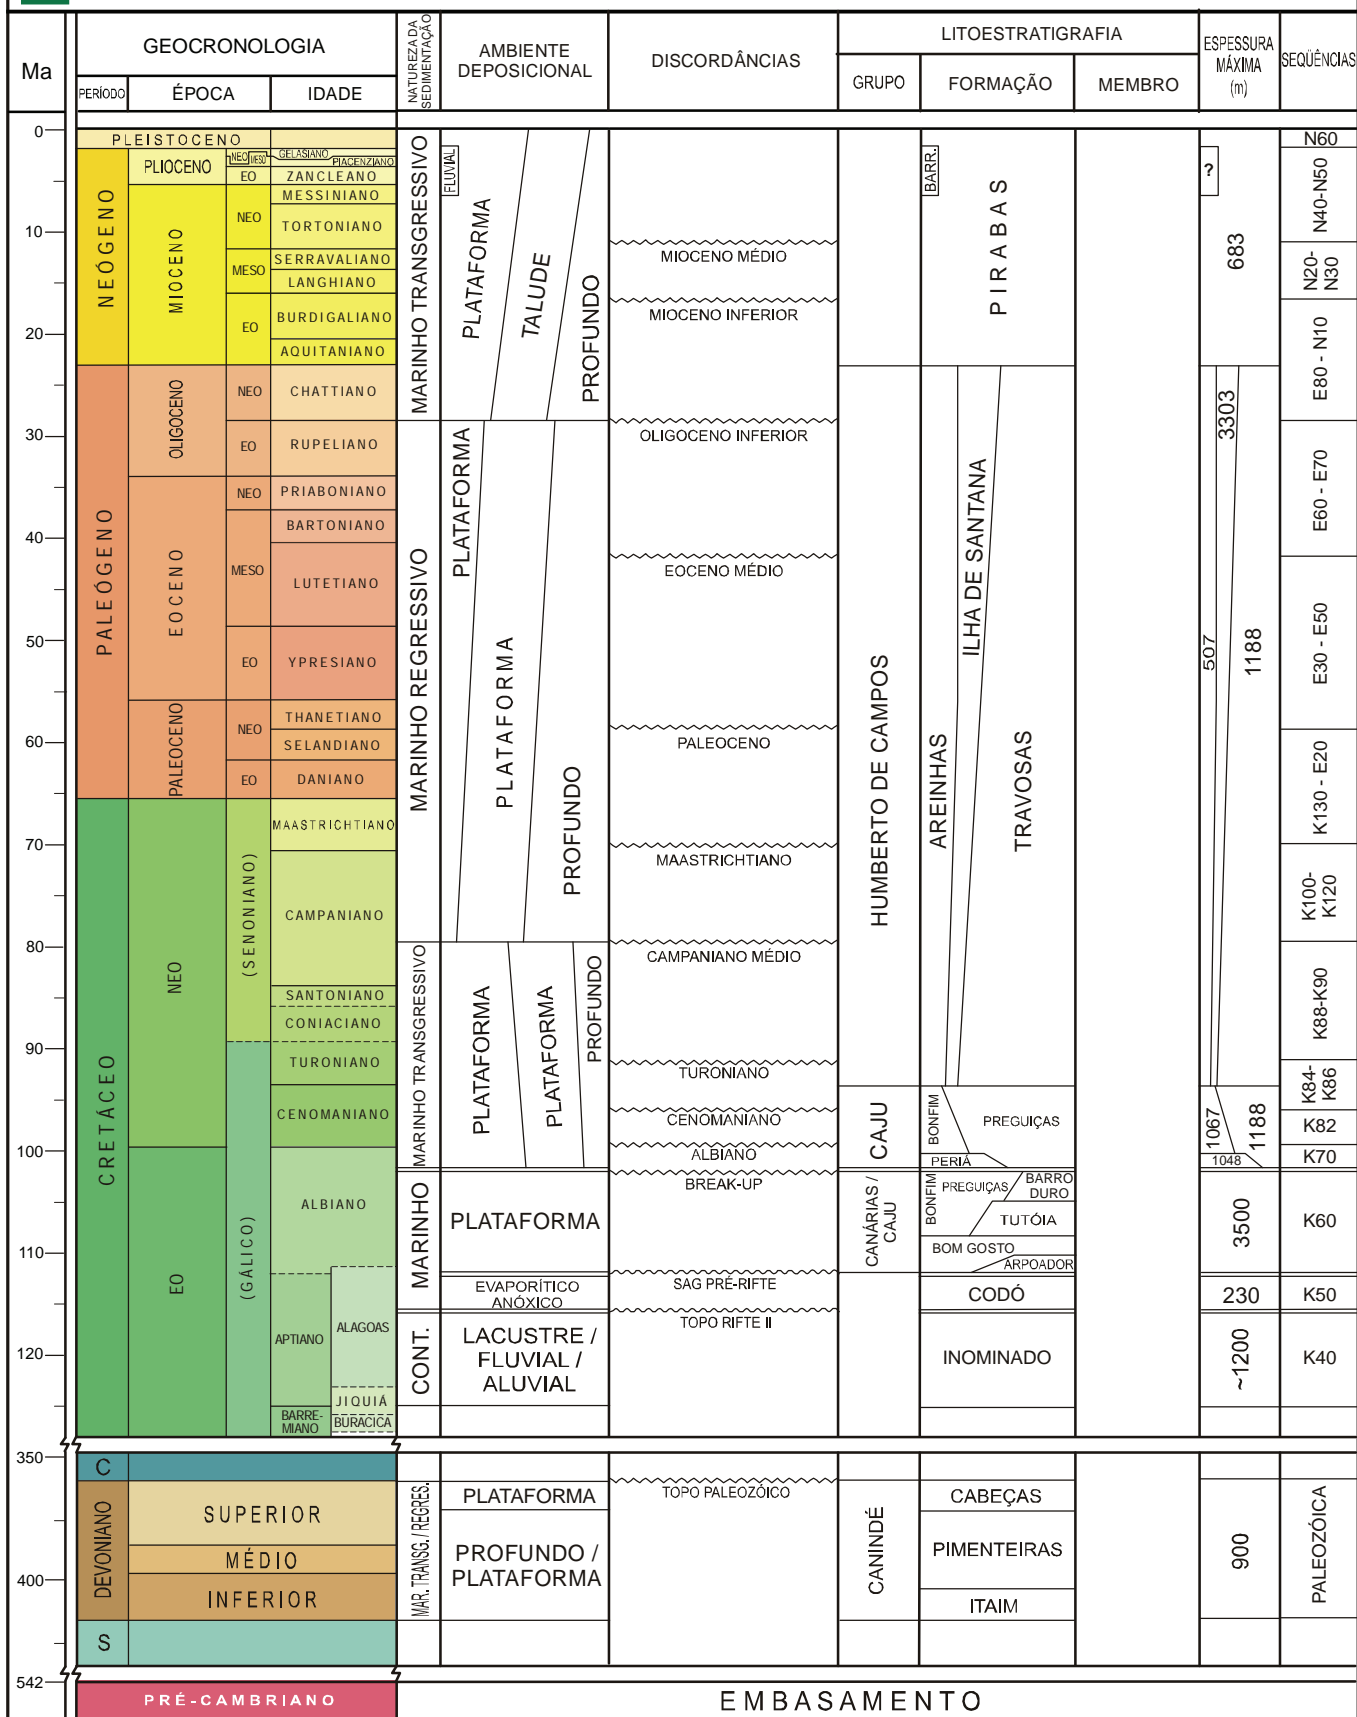 Ma
GEOCRONOLOGIA
PERÍODO
ÉPOCA
IDADE
NATUREZA DA
SEDIMENTAÇÃO
AMBIENTE
DEPOSICIONAL
DISCORDÂNCIAS
LITOESTRATIGRAFIA
GRUPO
FORMAÇÃO
MEMBRO
ESPESSURA
MÁXIMA
(m)
SEQÜÊNCIAS
0
10
20
30
40
50
60
70
80
90
100
110
120
350
400
542
PLEISTOCENO
NEÓGENO
PLIOCENO
NEO
MESO
GELASIANO
PIACENZIANO
EO
ZANCLEANO
MIOCENO
NEO
MESSINIANO
TORTONIANO
MESO
SERRAVALIANO
LANGHIANO
EO
BURDIGALIANO
AQUITANIANO
PALEÓGENO
OLIGOCENO
NEO
CHATTIANO
EO
RUPELIANO
EOCENO
NEO
PRIABONIANO
MESO
BARTONIANO
LUTETIANO
EO
YPRESIANO
PALEOCENO
NEO
THANETIANO
SELANDIANO
EO
DANIANO
CRETÁCEO
NEO
(SENONIANO)
MAASTRICHTIANO
CAMPANIANO
SANTONIANO
CONIACIANO
TURONIANO
CENOMANIANO
EO
(GÁLICO)
ALBIANO
APTIANO
ALAGOAS
JIQUIÁ
BARRE-
MIANO
BURACICA
C
DEVONIANO
SUPERIOR
MÉDIO
INFERIOR
S
PRÉ-CAMBRIANO
MARINHO TRANSGRESSIVO
MARINHO REGRESSIVO
MARINHO TRANSGRESSIVO
MARINHO
CONT.
MAR. TRANSG./ REGRES.
FLUVIAL
PLATAFORMA
TALUDE
PROFUNDO
PLATAFORMA
PLATAFORMA
PROFUNDO
PLATAFORMA
PLATAFORMA
PROFUNDO
PLATAFORMA
EVAPORÍTICO
ANÓXICO
LACUSTRE /
FLUVIAL /
ALUVIAL
PLATAFORMA
PROFUNDO /
PLATAFORMA
MIOCENO MÉDIO
MIOCENO INFERIOR
OLIGOCENO INFERIOR
EOCENO MÉDIO
PALEOCENO
MAASTRICHTIANO
CAMPANIANO MÉDIO
TURONIANO
CENOMANIANO
ALBIANO
BREAK-UP
SAG PRÉ-RIFTE
TOPO RIFTE II
TOPO PALEOZÓICO
HUMBERTO DE CAMPOS
CAJU
CANÁRIAS /
CAJU
CANINDÉ
BARR.
PIRABAS
AREINHAS
ILHA DE SANTANA
TRAVOSAS
BONFIM
PREGUIÇAS
PERIÁ
BONFIM
PREGUIÇAS
BARRO
DURO
TUTÓIA
BOM GOSTO
ARPOADOR
CODÓ
INOMINADO
CABEÇAS
PIMENTEIRAS
ITAIM
?
683
3303
507
1188
1067
1188
1048
3500
230
~1200
900
N60
N40-N50
N20-
N30
E80 - N10
E60 - E70
E30 - E50
K130 - E20
K100-
K120
K88-K90
K84-
K86
K82
K70
K60
K50
K40
PALEOZÓICA
EMBASAMENTO